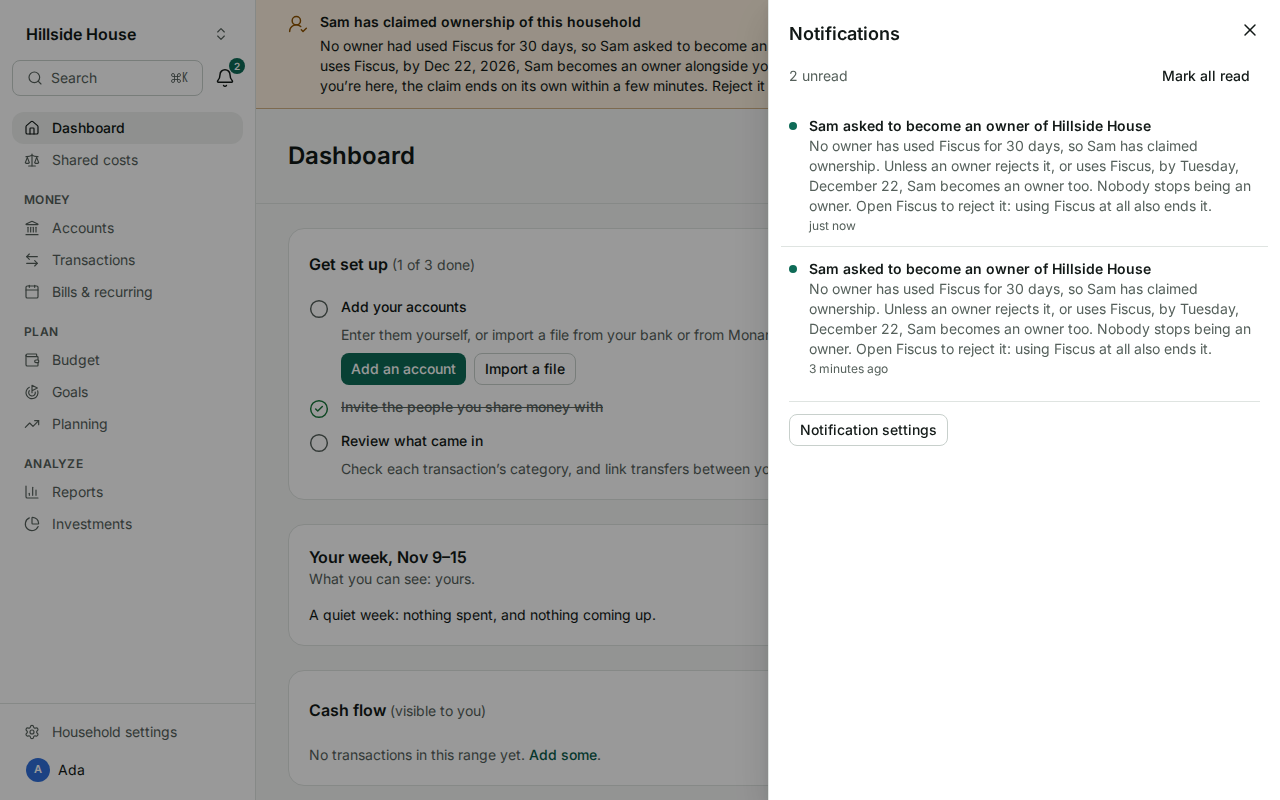 Hillside House
Search ⌘K
2
Dashboard
Shared costs
MONEY
Accounts
Transactions
Bills & recurring
PLAN
Budget
Goals
Planning
ANALYZE
Reports
Investments
Household settings
A Ada
Sam has claimed ownership of this household
No owner had used Fiscus for 30 days, so Sam asked to become an
uses Fiscus, by Dec 22, 2026, Sam becomes an owner alongside yo
you’re here, the claim ends on its own within a few minutes. Reject it
Dashboard
Get set up (1 of 3 done)
Add your accounts
Enter them yourself, or import a file from your bank or from Monar
Add an account Import a file
Invite the people you share money with
Review what came in
Check each transaction’s category, and link transfers between yo
Your week, Nov 9–15
What you can see: yours.
A quiet week: nothing spent, and nothing coming up.
Cash flow (visible to you)
No transactions in this range yet. Add some.
Notifications
2 unread Mark all read
Sam asked to become an owner of Hillside House
No owner has used Fiscus for 30 days, so Sam has claimed
ownership. Unless an owner rejects it, or uses Fiscus, by Tuesday,
December 22, Sam becomes an owner too. Nobody stops being an
owner. Open Fiscus to reject it: using Fiscus at all also ends it.
just now
Sam asked to become an owner of Hillside House
No owner has used Fiscus for 30 days, so Sam has claimed
ownership. Unless an owner rejects it, or uses Fiscus, by Tuesday,
December 22, Sam becomes an owner too. Nobody stops being an
owner. Open Fiscus to reject it: using Fiscus at all also ends it.
3 minutes ago
Notification settings